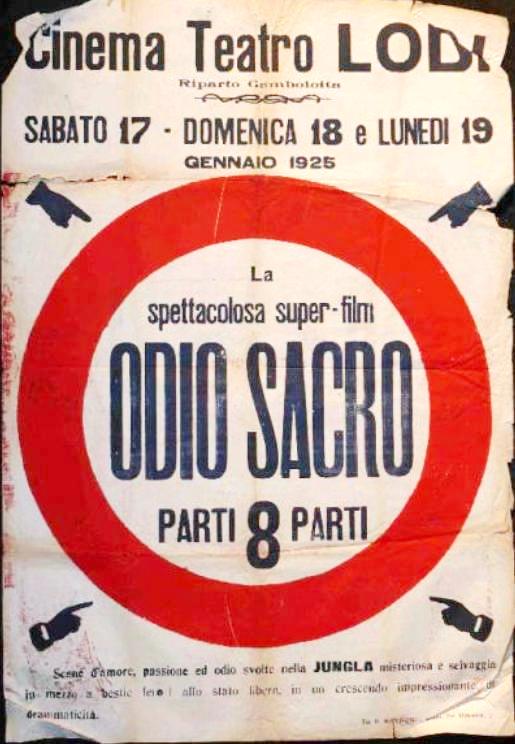 Cinema Teatro LODI
Riparto Gamboloita
SABATO 17 - DOMENICA 18 e LUNEDI 19
GENNAIO 1925
La
spettacolosa super-film
ODIO SACRO
PARTI 8 PARTI
Scene d'amore, passione ed odio svolte nella JUNGLA misteriosa e selvaggia
in mezzo a bestie feroci allo stato libero, in un crescendo impressionante di
drammaticità.